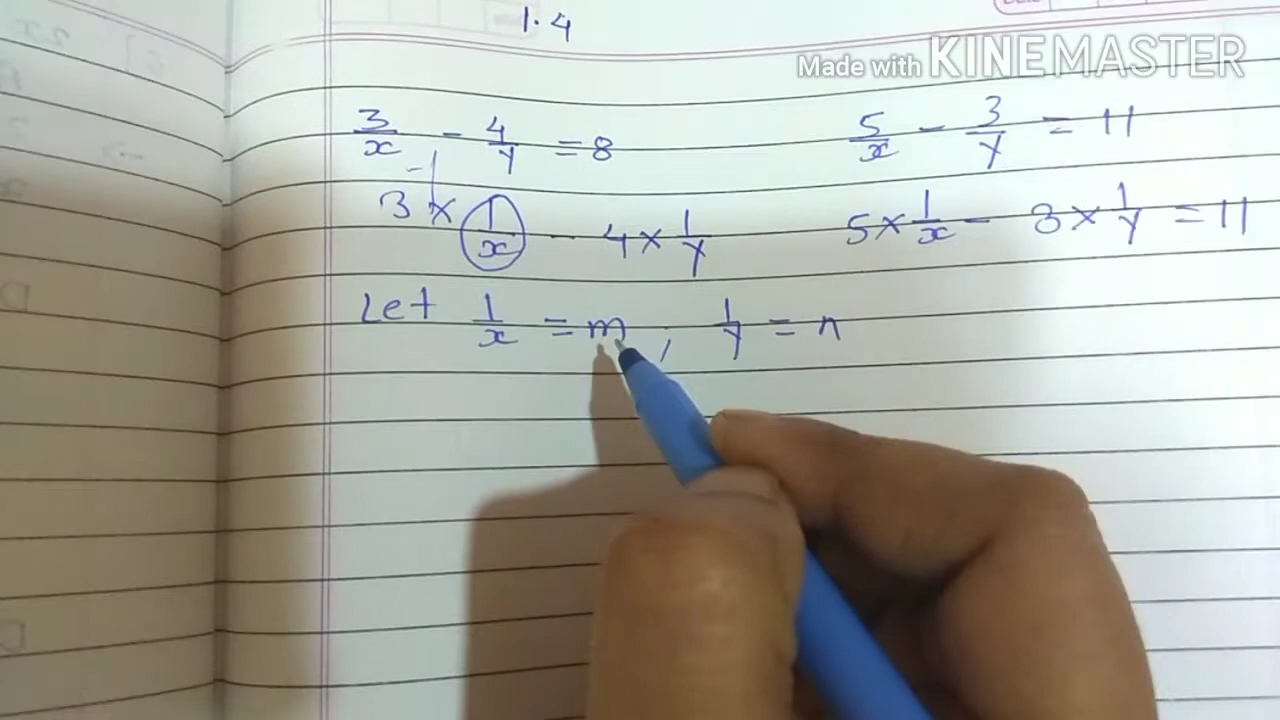 1.4
Made with KINEMASTER
3/x - 4/y = 8
5/x - 3/y = 11
3 × 1/x - 4 × 1/y
5 × 1/x - 3 × 1/y = 11
Let 1/x = m, 1/y = n